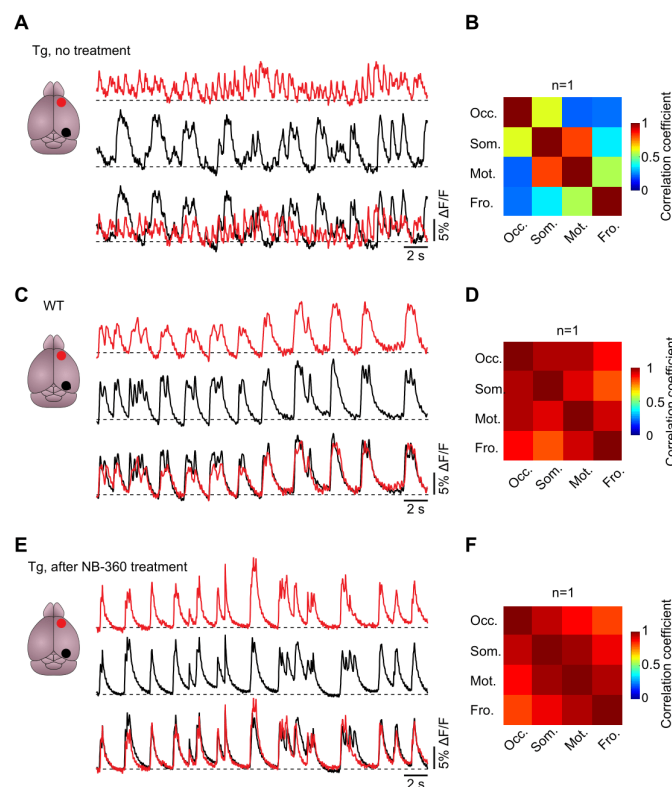 A
Tg, no treatment
5% ΔF/F
2 s
B
n=1
Occ.
Som.
Mot.
Fro.
Occ.
Som.
Mot.
Fro.
1
0.5
0
Correlation coefficient
C
WT
5% ΔF/F
2 s
D
n=1
Occ.
Som.
Mot.
Fro.
Occ.
Som.
Mot.
Fro.
1
0.5
0
Correlation coefficient
E
Tg, after NB-360 treatment
5% ΔF/F
2 s
F
n=1
Occ.
Som.
Mot.
Fro.
Occ.
Som.
Mot.
Fro.
1
0.5
0
Correlation coefficient